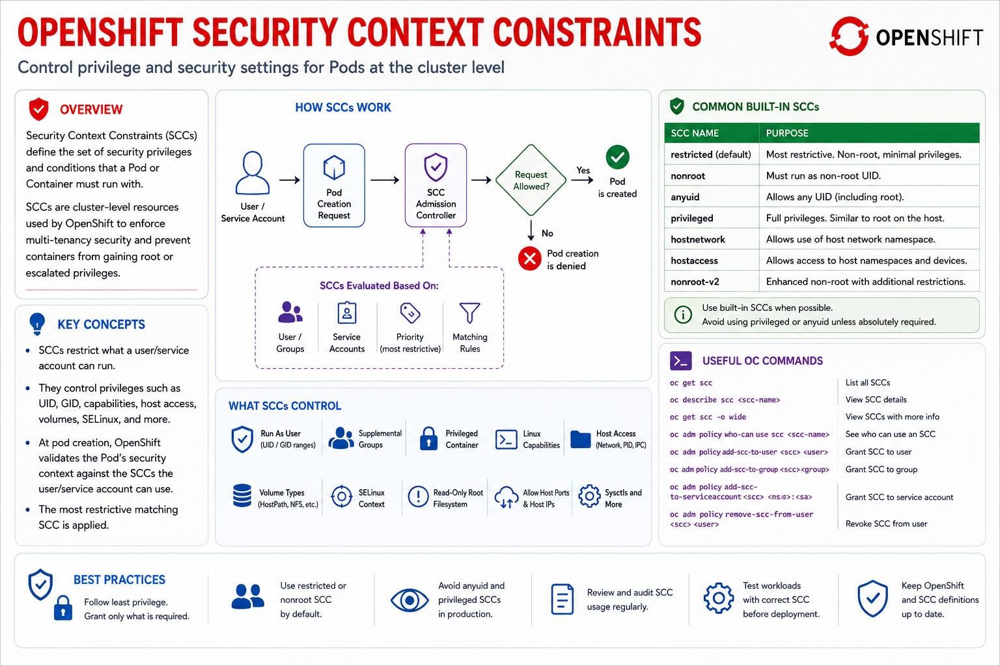 OPENSHIFT SECURITY CONTEXT CONSTRAINTS
Control privilege and security settings for Pods at the cluster level
OPENSHIFT
OVERVIEW
Security Context Constraints (SCCs)
define the set of security privileges
and conditions that a Pod or
Container must run with.
SCCs are cluster-level resources
used by OpenShift to enforce
multi-tenancy security and prevent
containers from gaining root or
escalated privileges.
KEY CONCEPTS
• SCCs restrict what a user/service
account can run.
• They control privileges such as
UID, GID, capabilities, host access,
volumes, SELinux, and more.
• At pod creation, OpenShift
validates the Pod's security
context against the SCCs the
user/service account can use.
• The most restrictive matching
SCC is applied.
HOW SCCs WORK
User /
Service Account
Pod
Creation
Request
SCC
Admission
Controller
Request
Allowed?
Yes
Pod
is created
No
Pod creation
is denied
SCCs Evaluated Based On:
User /
Groups
Service
Accounts
Priority
(most restrictive)
Matching
Rules
WHAT SCCs CONTROL
Run As User
(UID / GID ranges)
Supplemental
Groups
Privileged
Container
Linux
Capabilities
Host Access
(Network, PID, IPC)
Volume Types
(HostPath, NFS, etc.)
SELinux
Context
Read-Only Root
Filesystem
Allow Host Ports
& Host IPs
Sysctls and
More
COMMON BUILT-IN SCCs
SCC NAME PURPOSE
restricted (default) Most restrictive. Non-root, minimal privileges.
nonroot Must run as non-root UID.
anyuid Allows any UID (including root).
privileged Full privileges. Similar to root on the host.
hostnetwork Allows use of host network namespace.
hostaccess Allows access to host namespaces and devices.
nonroot-v2 Enhanced non-root with additional restrictions.
Use built-in SCCs when possible.
Avoid using privileged or anyuid unless absolutely required.
USEFUL OC COMMANDS
oc get scc List all SCCs
oc describe scc <scc-name> View SCC details
oc get scc -o wide View SCCs with more info
oc adm policy who-can use scc <scc-name> See who can use an SCC
oc adm policy add-scc-to-user <scc> <user> Grant SCC to user
oc adm policy add-scc-to-group <scc><group> Grant SCC to group
oc adm policy add-scc-
to-serviceaccount <scc> :<sa> Grant SCC to service account
oc adm policy remove-scc-from-user
<scc> <user> Revoke SCC from user
BEST PRACTICES
Follow least privilege.
Grant only what is required.
Use restricted or
nonroot SCC
by default.
Avoid anyuid and
privileged SCCs
in production.
Review and audit SCC
usage regularly.
Test workloads
with correct SCC
before deployment.
Keep OpenShift
and SCC definitions
up to date.